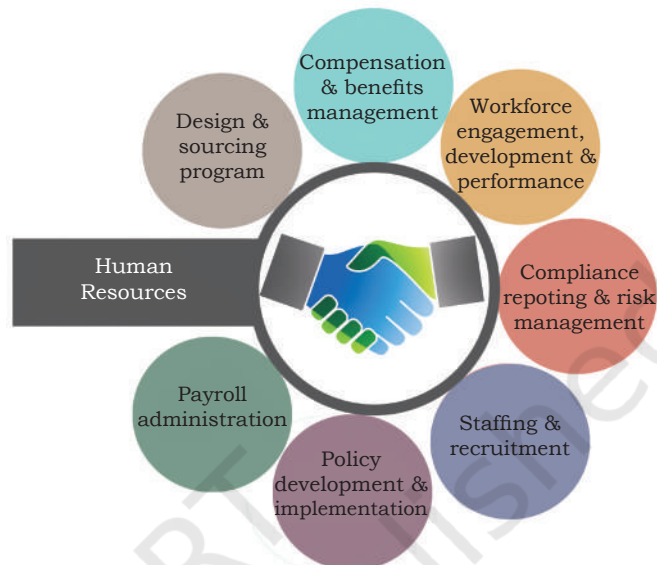 Compensation
& benefits
management
Design &
sourcing
program
Workforce
engagement,
development &
performance
Human
Resources
Compliance
repoting & risk
management
Payroll
administration
Staffing &
recruitment
Policy
development &
implementation